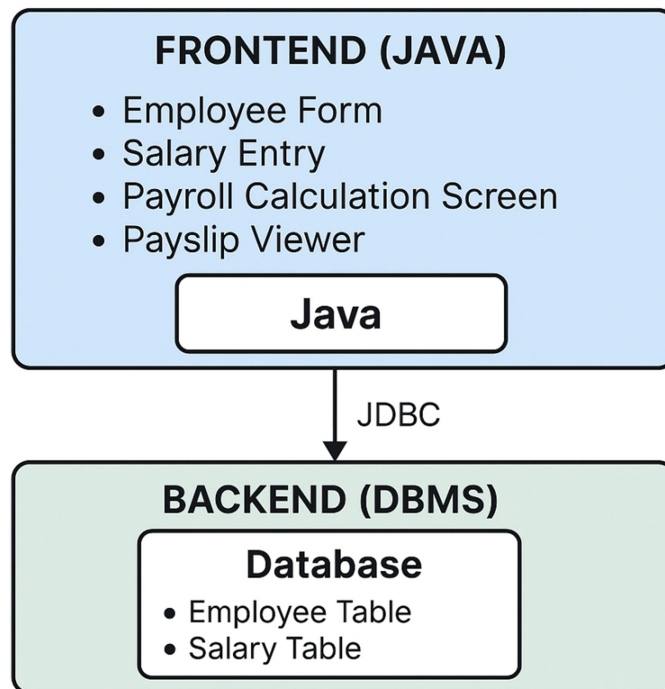 FRONTEND (JAVA)
• Employee Form
• Salary Entry
• Payroll Calculation Screen
• Payslip Viewer
Java
JDBC
BACKEND (DBMS)
Database
• Employee Table
• Salary Table